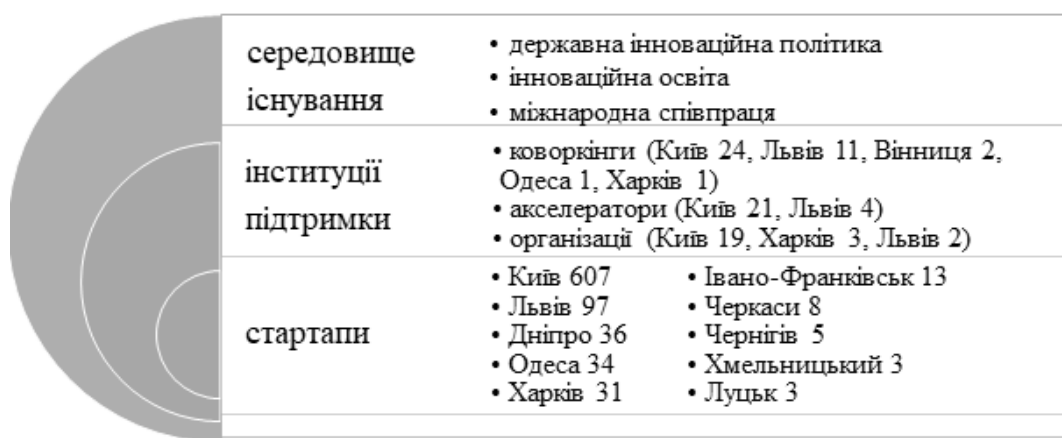 середовище
існування
• державна інноваційна політика
• інноваційна освіта
• міжнародна співпраця
інституції
підтримки
• коворкінги (Київ 24, Львів 11, Вінниця 2,
Одеса 1, Харків 1)
• акселератори (Київ 21, Львів 4)
• організації (Київ 19, Харків 3, Львів 2)
стартапи
• Київ 607
• Львів 97
• Дніпро 36
• Одеса 34
• Харків 31
• Івано-Франківськ 13
• Черкаси 8
• Чернігів 5
• Хмельницький 3
• Луцьк 3